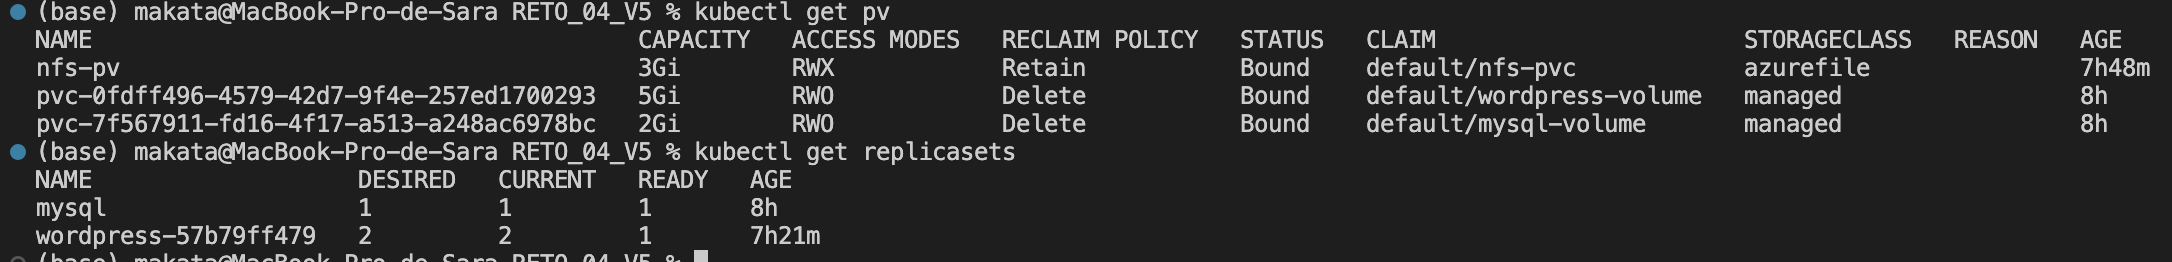 (base) makata@MacBook-Pro-de-Sara RETO_04_V5 % kubectl get pv
NAME CAPACITY ACCESS MODES RECLAIM POLICY STATUS CLAIM STORAGECLASS REASON AGE
nfs-pv 3Gi RWX Retain Bound default/nfs-pvc azurefile 7h48m
pvc-0fdff496-4579-42d7-9f4e-257ed1700293 5Gi RWO Delete Bound default/wordpress-volume managed 8h
pvc-7f567911-fd16-4f17-a513-a248ac6978bc 2Gi RWO Delete Bound default/mysql-volume managed 8h
(base) makata@MacBook-Pro-de-Sara RETO_04_V5 % kubectl get replicasets
NAME DESIRED CURRENT READY AGE
mysql 1 1 1 8h
wordpress-57b79ff479 2 2 1 7h21m
(base) makata@MacBook-Pro-de-Sara RETO_04_V5 %